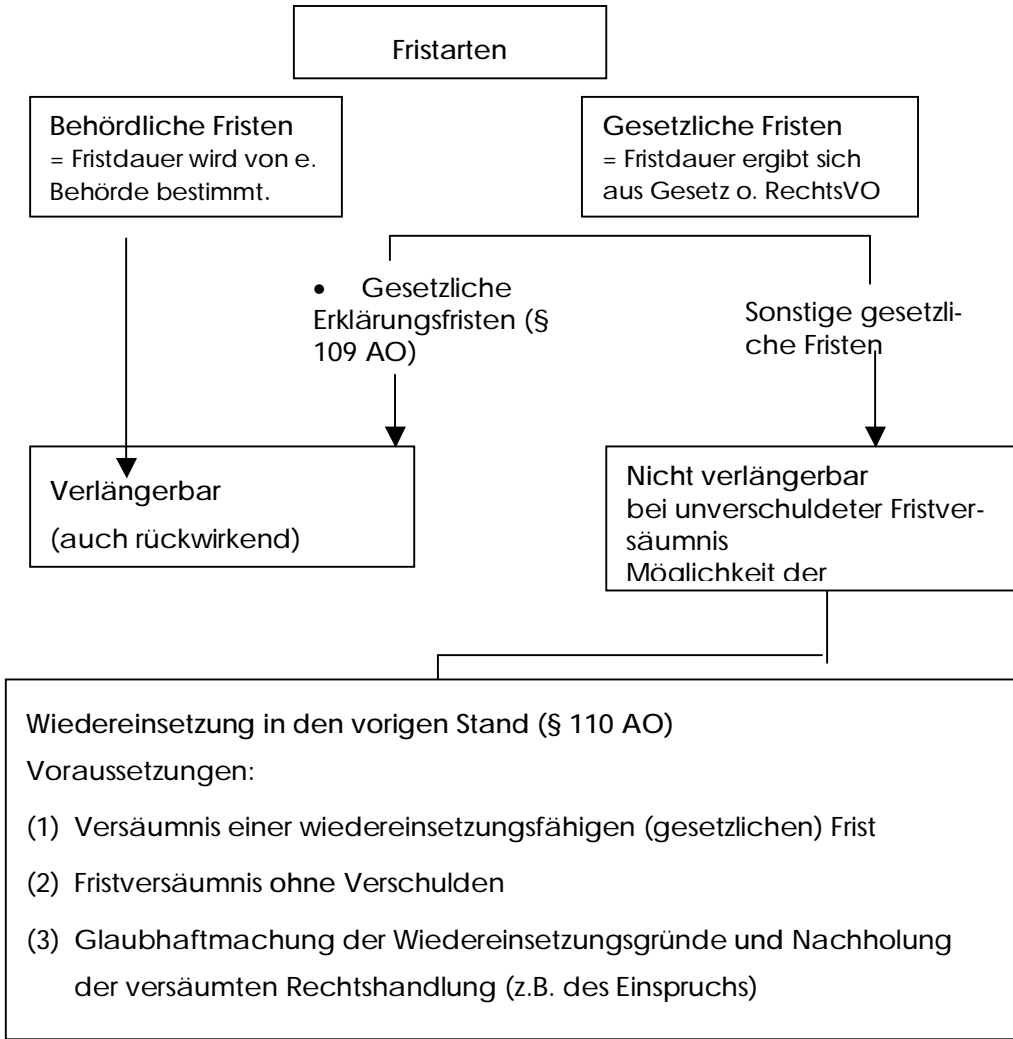 Fristarten
Behördliche Fristen
= Fristdauer wird von e.
Behörde bestimmt.
Gesetzliche Fristen
= Fristdauer ergibt sich
aus Gesetz o. RechtsVO
• Gesetzliche
Erklärungsfristen (§
109 AO)
Sonstige gesetzli-
che Fristen
Verlängerbar
(auch rückwirkend)
Nicht verlängerbar
bei unverschuldeter Fristver-
säumnis
Möglichkeit der
Wiedereinsetzung in den vorigen Stand (§ 110 AO)
Voraussetzungen:
(1) Versäumnis einer wiedereinsetzungsfähigen (gesetzlichen) Frist
(2) Fristversäumnis ohne Verschulden
(3) Glaubhaftmachung der Wiedereinsetzungsgründe und Nachholung
der versäumten Rechtshandlung (z.B. des Einspruchs)